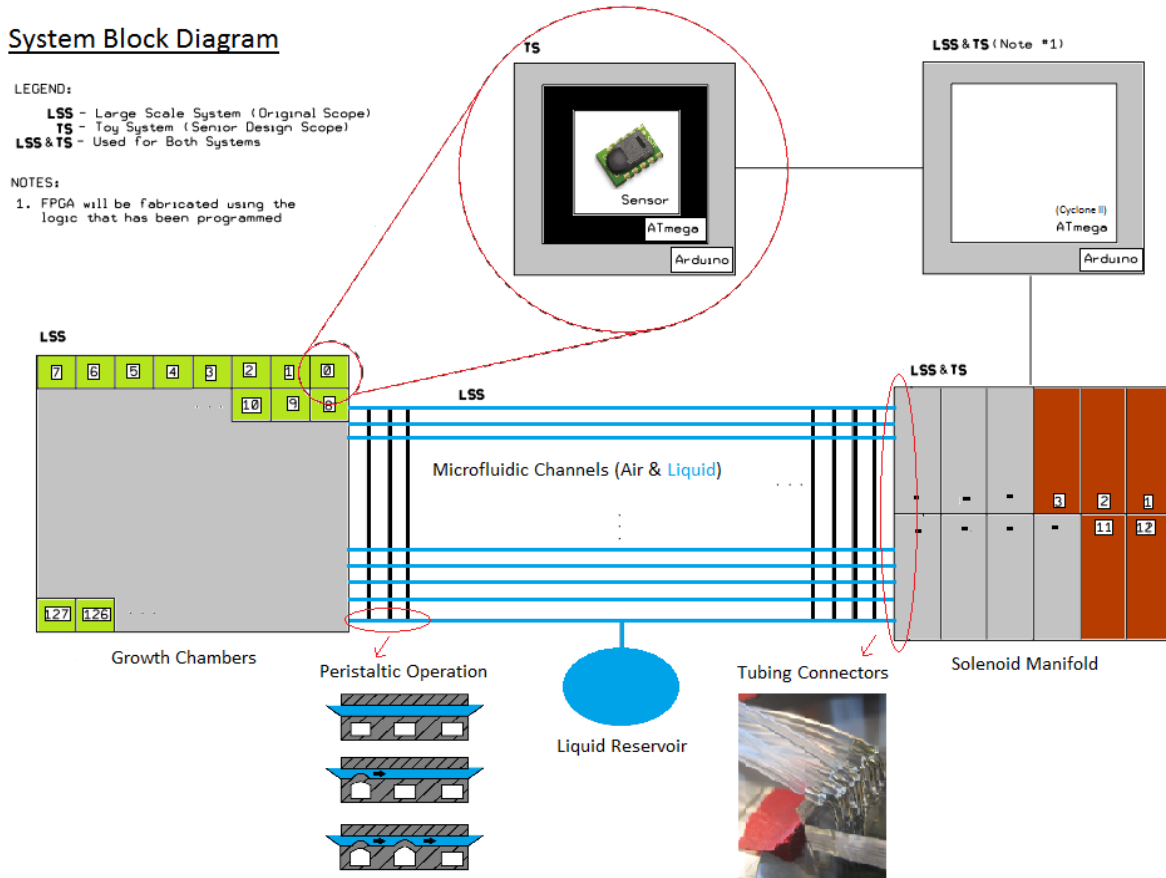 System Block Diagram
LEGEND:
LSS - Large Scale System (Original Scope)
TS - Toy System (Senior Design Scope)
LSS & TS - Used for Both Systems
NOTES:
1. FPGA will be fabricated using the
logic that has been programmed
TS
Sensor
ATmega
Arduino
LSS & TS (Note #1)
(Cyclone II)
ATmega
Arduino
LSS
7 6 5 4 3 2 1 0
. . . 10 9 8
127 126 . . .
Growth Chambers
LSS
Microfluidic Channels (Air & Liquid)
. . .
LSS & TS
- - - 3 2 1
- - - - 11 12
Solenoid Manifold
Peristaltic Operation
Liquid Reservoir
Tubing Connectors